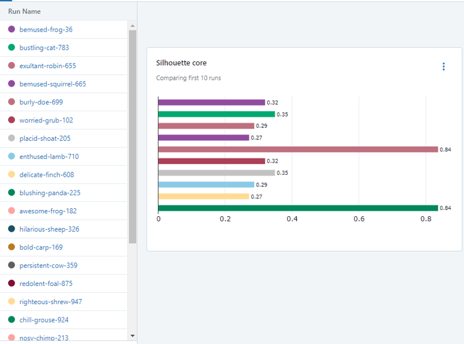 Run Name
bemused-frog-36
bustling-cat-783
exultant-robin-655
bemused-squirrel-665
burly-doe-699
worried-grub-102
placid-shoat-205
enthused-lamb-710
delicate-finch-608
blushing-panda-225
awesome-frog-182
hilarious-sheep-326
bold-carp-169
persistent-cow-359
redolent-foal-875
righteous-shrew-947
chill-grouse-924
nosy-chimp-213
Silhouette core
Comparing first 10 runs
0.32
0.35
0.29
0.27
0.84
0.32
0.35
0.29
0.27
0.84
0
0.2
0.4
0.6
0.8